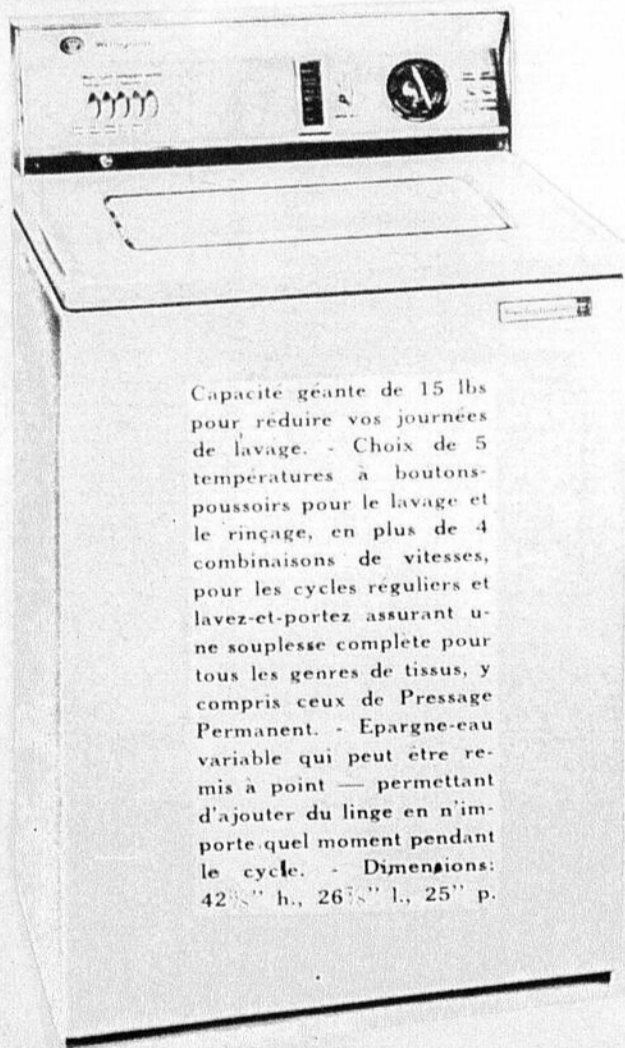 Capacité géante de 15 lbs
pour réduire vos journées
de lavage. - Choix de 5
températures à boutons-
poussoirs pour le lavage et
le rinçage, en plus de 4
combinaisons de vitesses,
pour les cycles réguliers et
lavez-et-portez assurant u-
ne souplesse complète pour
tous les genres de tissus, y
compris ceux de Pressage
Permanent. - Epargne-eau
variable qui peut être re-
mis à point — permettant
d'ajouter du linge en n'im-
porte quel moment pendant
le cycle. - Dimensions:
h., l., 25'' p.